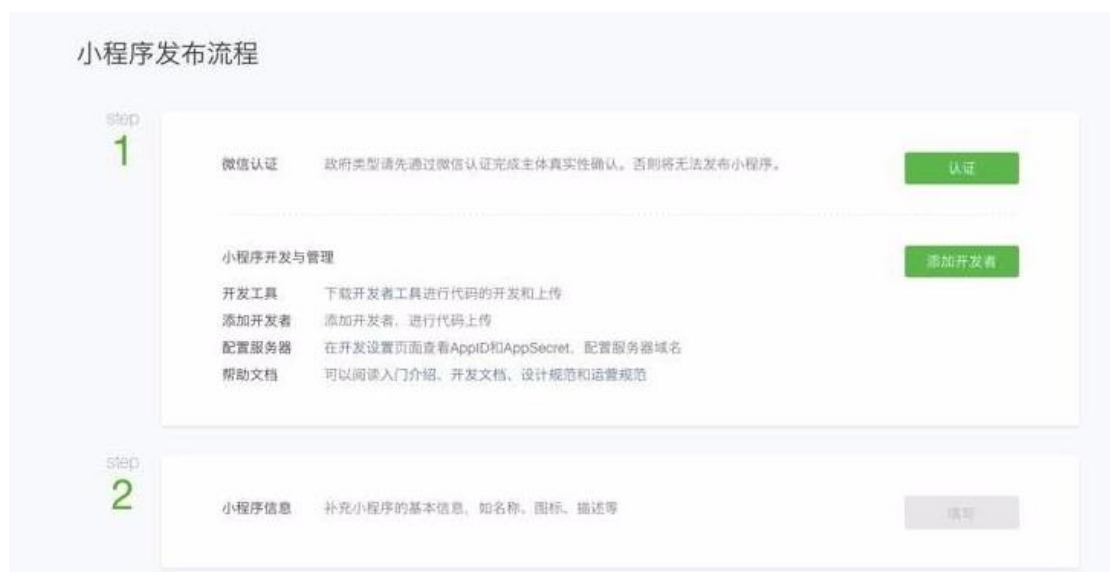 小程序发布流程
step
1
微信认证 政府类型请先通过微信认证完成主体真实性确认。否则将无法发布小程序。 认证
小程序开发与管理 添加开发者
开发工具 下载开发者工具进行代码的开发和上传
添加开发者 添加开发者，进行代码上传
配置服务器 在开发设置页面查看AppID和AppSecret，配置服务器域名
帮助文档 可以阅读入门介绍、开发文档、设计规范和运营规范
step
2
小程序信息 补充小程序的基本信息，如名称、图标、描述等 填写